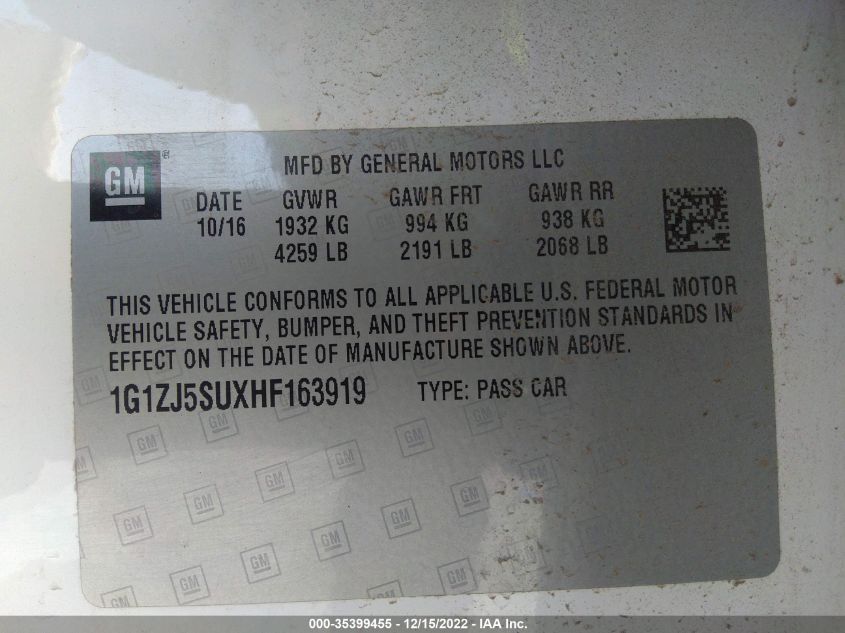 GM ®
MFD BY GENERAL MOTORS LLC
DATE GVWR GAWR FRT GAWR RR
10/16 1932 KG 994 KG 938 KG
4259 LB 2191 LB 2068 LB
THIS VEHICLE CONFORMS TO ALL APPLICABLE U.S. FEDERAL MOTOR
VEHICLE SAFETY, BUMPER, AND THEFT PREVENTION STANDARDS IN
EFFECT ON THE DATE OF MANUFACTURE SHOWN ABOVE.
1G1ZJ5SUXHF163919 TYPE: PASS CAR
000-35399455 - 12/15/2022 - IAA Inc.